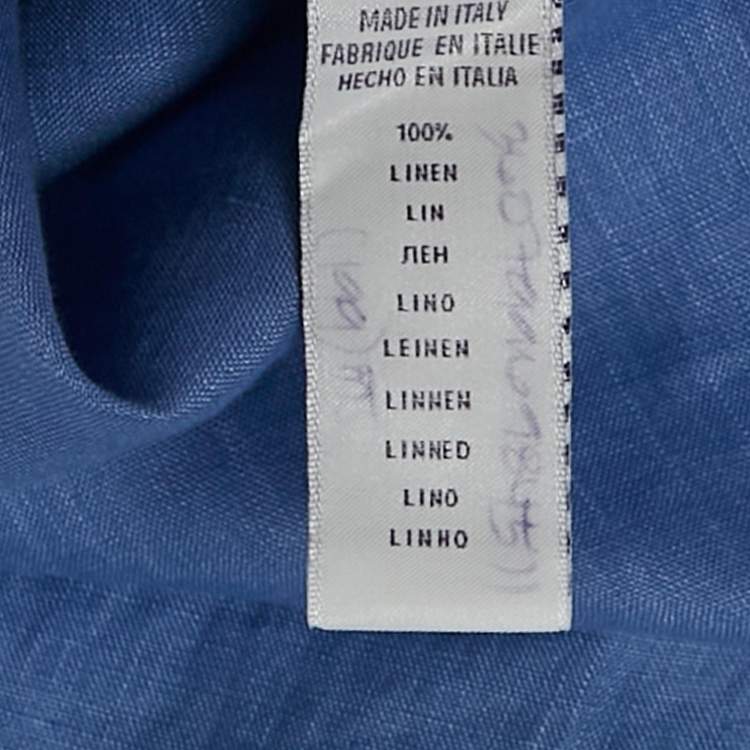 MADE IN ITALY
FABRIQUE EN ITALIE
HECHO EN ITALIA
100%
LINEN
LIN
ЛЕН
LINO
LEINEN
LINNEN
LINNED
LINO
LINHO